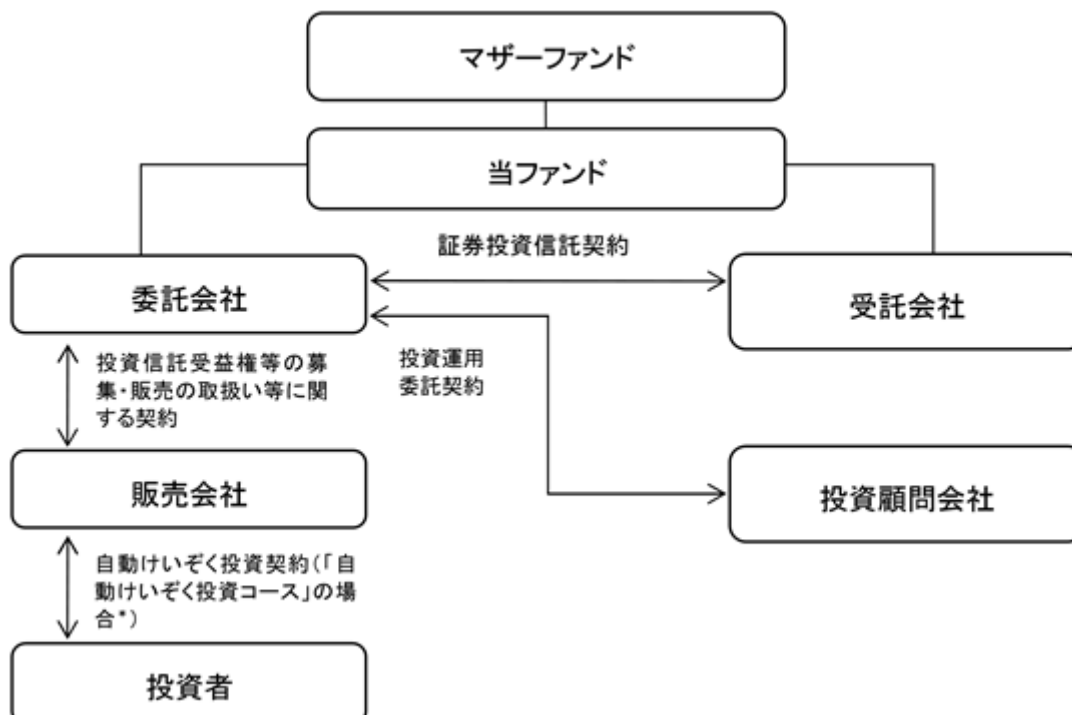 マザーファンド
当ファンド
証券投資信託契約
委託会社
受託会社
投資信託受益権等の募
集・販売の取扱い等に関
する契約
投資運用
委託契約
販売会社
投資顧問会社
自動けいぞく投資契約(「自
動けいぞく投資コース」の場
合*)
投資者